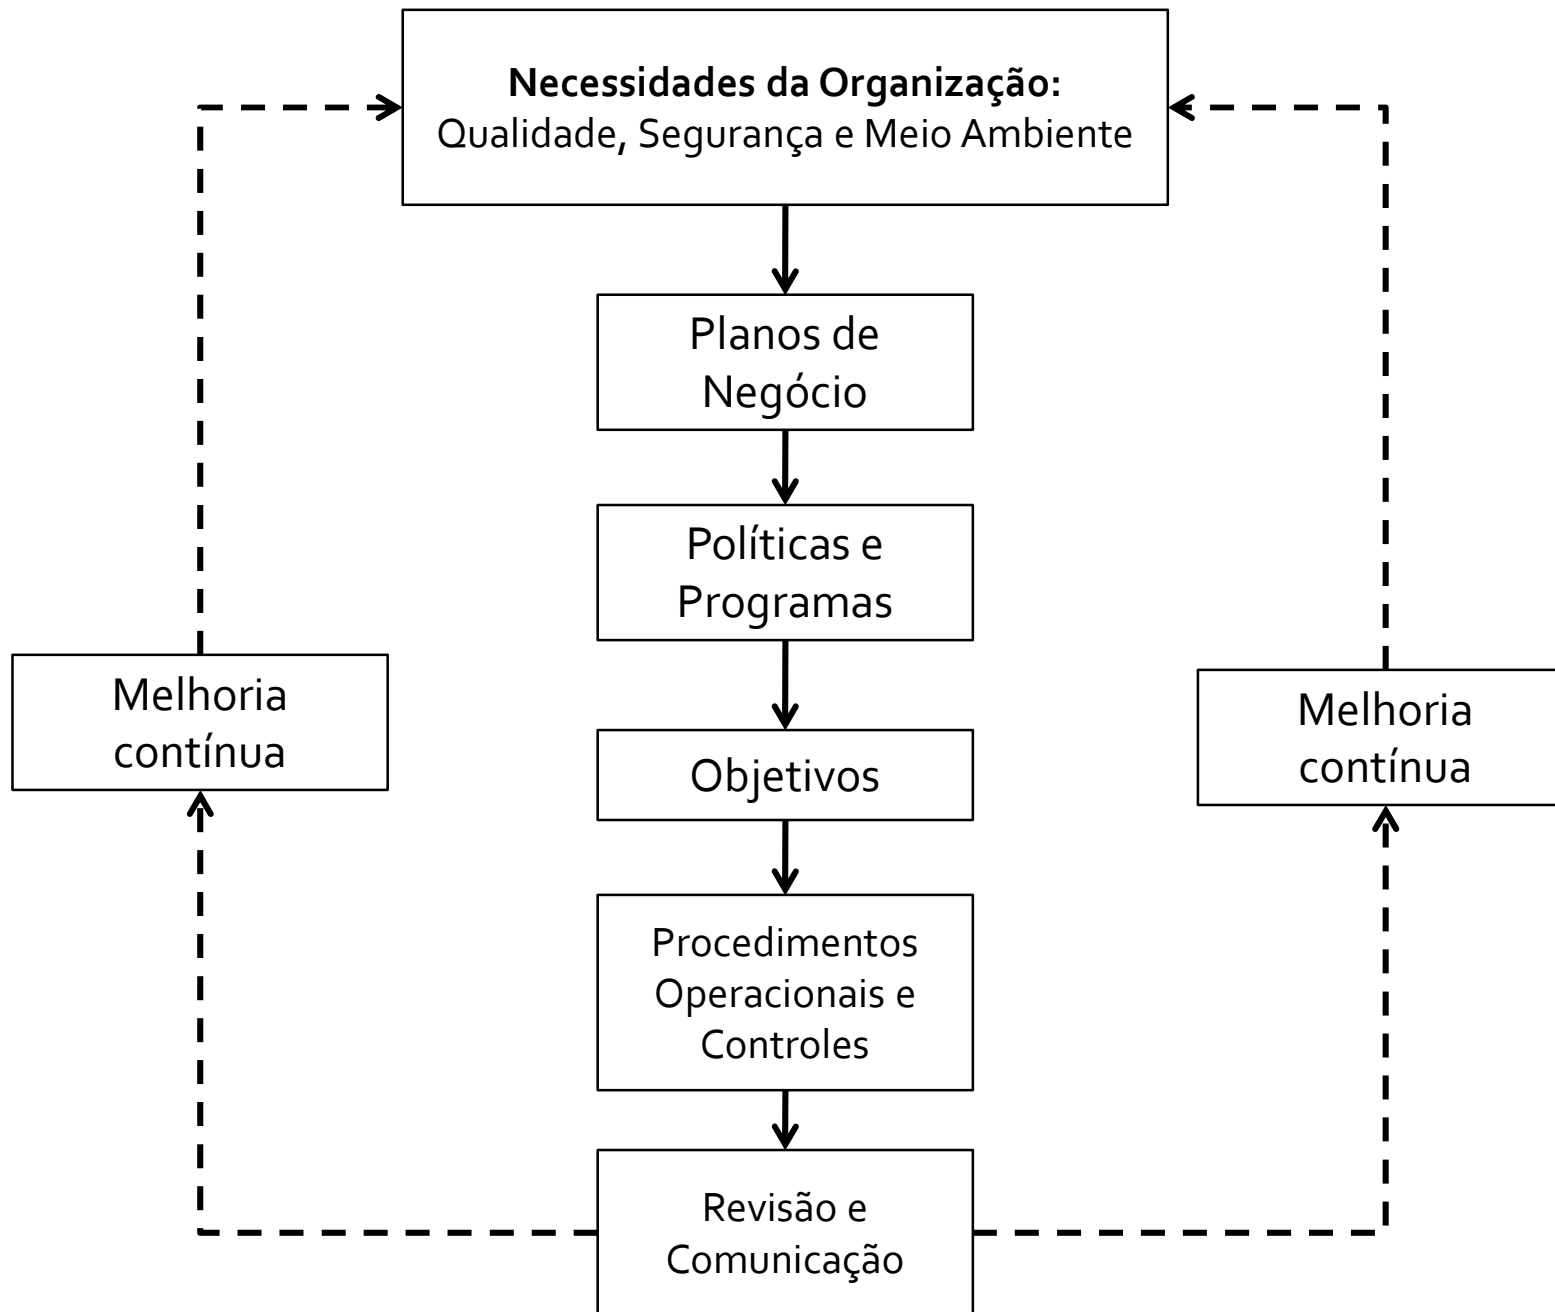 Necessidades da Organização:
Qualidade, Segurança e Meio Ambiente
Planos de
Negócio
Políticas e
Programas
Melhoria
contínua
Melhoria
contínua
Objetivos
Procedimentos
Operacionais e
Controles
Revisão e
Comunicação